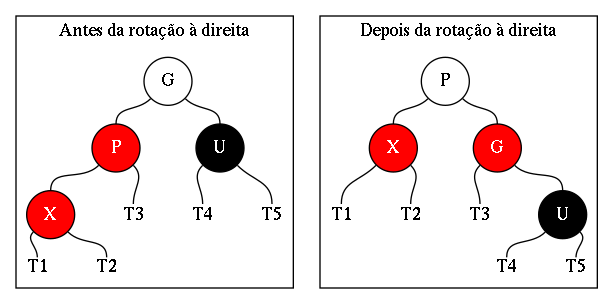 Antes da rotação à direita
G
P
U
X
T3
T4
T5
T1
T2
Depois da rotação à direita
P
X
G
T1
T2
T3
U
T4
T5